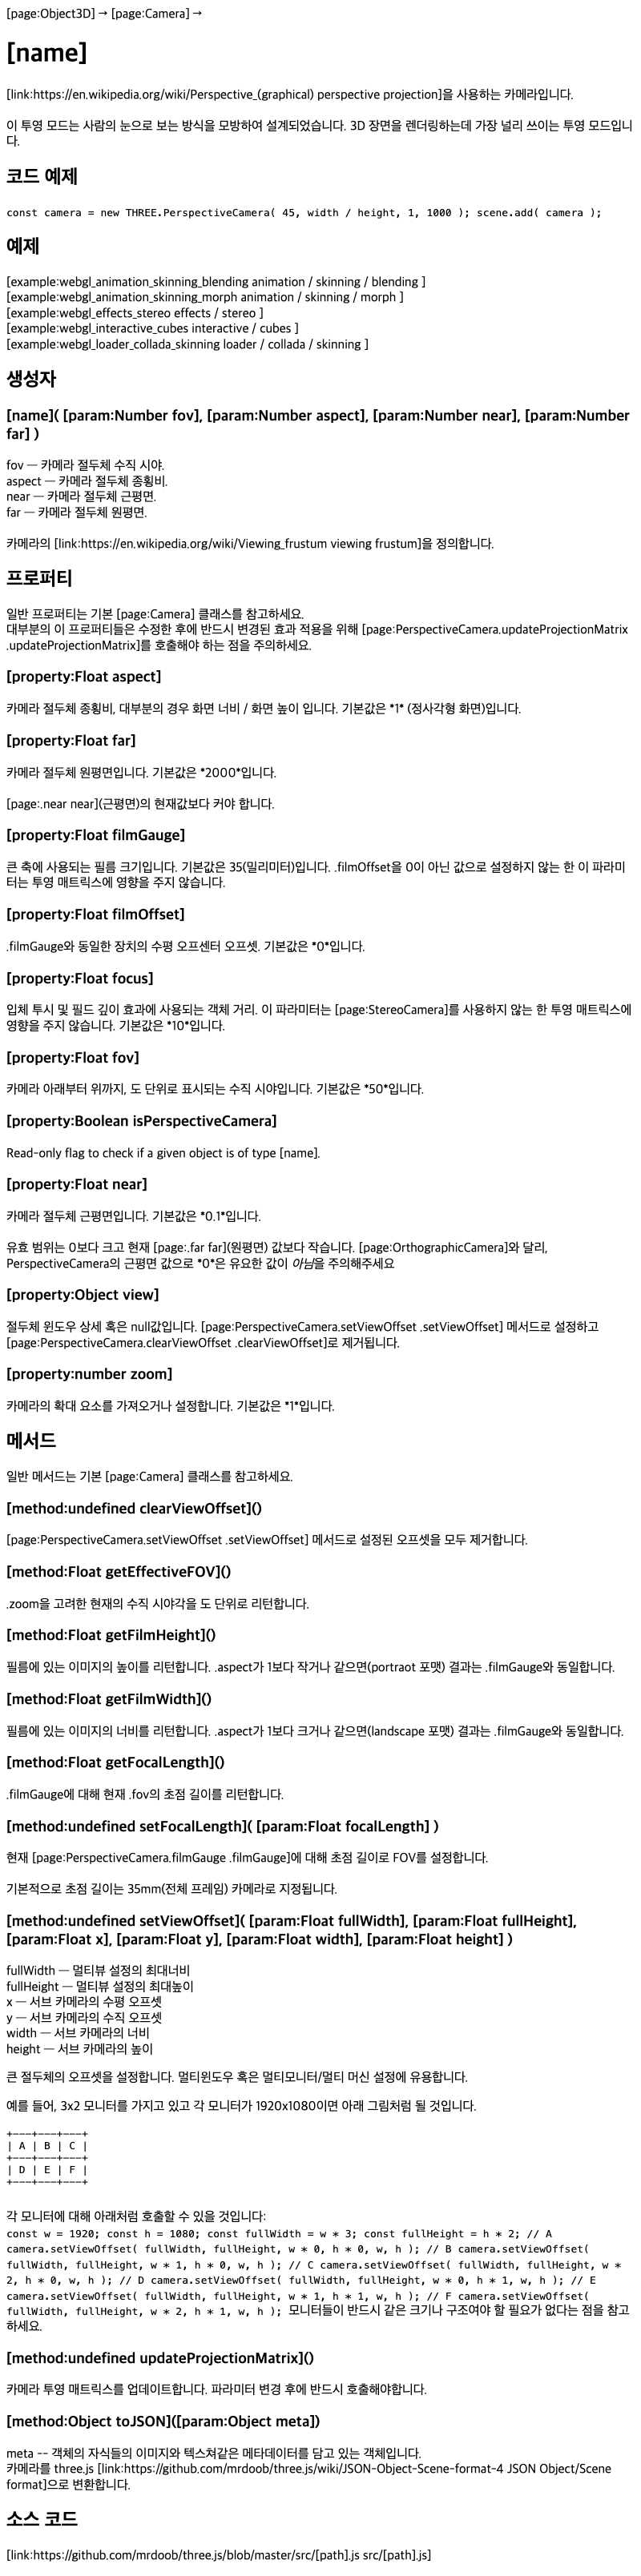 [page:Object3D] → [page:Camera] →
[name]
[link:https://en.wikipedia.org/wiki/Perspective_(graphical) perspective projection]을 사용하는 카메라입니다.
이 투영 모드는 사람의 눈으로 보는 방식을 모방하여 설계되었습니다. 3D 장면을 렌더링하는데 가장 널리 쓰이는 투영 모드입니
다.
코드 예제
const camera = new THREE.PerspectiveCamera( 45, width / height, 1, 1000 ); scene.add( camera );
예제
[example:webgl_animation_skinning_blending animation / skinning / blending ]
[example:webgl_animation_skinning_morph animation / skinning / morph ]
[example:webgl_effects_stereo effects / stereo ]
[example:webgl_interactive_cubes interactive / cubes ]
[example:webgl_loader_collada_skinning loader / collada / skinning ]
생성자
[name]( [param:Number fov], [param:Number aspect], [param:Number near], [param:Number
far] )
fov — 카메라 절두체 수직 시야.
aspect — 카메라 절두체 종횡비.
near — 카메라 절두체 근평면.
far — 카메라 절두체 원평면.
카메라의 [link:https://en.wikipedia.org/wiki/Viewing_frustum viewing frustum]을 정의합니다.
프로퍼티
일반 프로퍼티는 기본 [page:Camera] 클래스를 참고하세요.
대부분의 이 프로퍼티들은 수정한 후에 반드시 변경된 효과 적용을 위해 [page:PerspectiveCamera.updateProjectionMatrix
.updateProjectionMatrix]를 호출해야 하는 점을 주의하세요.
[property:Float aspect]
카메라 절두체 종횡비, 대부분의 경우 화면 너비 / 화면 높이 입니다. 기본값은 *1* (정사각형 화면)입니다.
[property:Float far]
카메라 절두체 원평면입니다. 기본값은 *2000*입니다.
[page:.near near](근평면)의 현재값보다 커야 합니다.
[property:Float filmGauge]
큰 축에 사용되는 필름 크기입니다. 기본값은 35(밀리미터)입니다. .filmOffset을 0이 아닌 값으로 설정하지 않는 한 이 파라미
터는 투영 매트릭스에 영향을 주지 않습니다.
[property:Float filmOffset]
.filmGauge와 동일한 장치의 수평 오프센터 오프셋. 기본값은 *0*입니다.
[property:Float focus]
입체 투시 및 필드 깊이 효과에 사용되는 객체 거리. 이 파라미터는 [page:StereoCamera]를 사용하지 않는 한 투영 매트릭스에
영향을 주지 않습니다. 기본값은 *10*입니다.
[property:Float fov]
카메라 아래부터 위까지, 도 단위로 표시되는 수직 시야입니다. 기본값은 *50*입니다.
[property:Boolean isPerspectiveCamera]
Read-only flag to check if a given object is of type [name].
[property:Float near]
카메라 절두체 근평면입니다. 기본값은 *0.1*입니다.
유효 범위는 0보다 크고 현재 [page:.far far](원평면) 값보다 작습니다. [page:OrthographicCamera]와 달리,
PerspectiveCamera의 근평면 값으로 *0*은 유요한 값이 아님을 주의해주세요
[property:Object view]
절두체 윈도우 상세 혹은 null값입니다. [page:PerspectiveCamera.setViewOffset .setViewOffset] 메서드로 설정하고
[page:PerspectiveCamera.clearViewOffset .clearViewOffset]로 제거됩니다.
[property:number zoom]
카메라의 확대 요소를 가져오거나 설정합니다. 기본값은 *1*입니다.
메서드
일반 메서드는 기본 [page:Camera] 클래스를 참고하세요.
[method:undefined clearViewOffset]()
[page:PerspectiveCamera.setViewOffset .setViewOffset] 메서드로 설정된 오프셋을 모두 제거합니다.
[method:Float getEffectiveFOV]()
.zoom을 고려한 현재의 수직 시야각을 도 단위로 리턴합니다.
[method:Float getFilmHeight]()
필름에 있는 이미지의 높이를 리턴합니다. .aspect가 1보다 작거나 같으면(portraot 포맷) 결과는 .filmGauge와 동일합니다.
[method:Float getFilmWidth]()
필름에 있는 이미지의 너비를 리턴합니다. .aspect가 1보다 크거나 같으면(landscape 포맷) 결과는 .filmGauge와 동일합니다.
[method:Float getFocalLength]()
.filmGauge에 대해 현재 .fov의 초점 길이를 리턴합니다.
[method:undefined setFocalLength]( [param:Float focalLength] )
현재 [page:PerspectiveCamera.filmGauge .filmGauge]에 대해 초점 길이로 FOV를 설정합니다.
기본적으로 초점 길이는 35mm(전체 프레임) 카메라로 지정됩니다.
[method:undefined setViewOffset]( [param:Float fullWidth], [param:Float fullHeight],
[param:Float x], [param:Float y], [param:Float width], [param:Float height] )
fullWidth — 멀티뷰 설정의 최대너비
fullHeight — 멀티뷰 설정의 최대높이
x — 서브 카메라의 수평 오프셋
y — 서브 카메라의 수직 오프셋
width — 서브 카메라의 너비
height — 서브 카메라의 높이
큰 절두체의 오프셋을 설정합니다. 멀티윈도우 혹은 멀티모니터/멀티 머신 설정에 유용합니다.
예를 들어, 3x2 모니터를 가지고 있고 각 모니터가 1920x1080이면 아래 그림처럼 될 것입니다.
+---+---+---+
| A | B | C |
+---+---+---+
| D | E | F |
+---+---+---+
각 모니터에 대해 아래처럼 호출할 수 있을 것입니다:
const w = 1920; const h = 1080; const fullWidth = w * 3; const fullHeight = h * 2; // A
camera.setViewOffset( fullWidth, fullHeight, w * 0, h * 0, w, h ); // B camera.setViewOffset(
fullWidth, fullHeight, w * 1, h * 0, w, h ); // C camera.setViewOffset( fullWidth, fullHeight, w *
2, h * 0, w, h ); // D camera.setViewOffset( fullWidth, fullHeight, w * 0, h * 1, w, h ); // E
camera.setViewOffset( fullWidth, fullHeight, w * 1, h * 1, w, h ); // F camera.setViewOffset(
fullWidth, fullHeight, w * 2, h * 1, w, h ); 모니터들이 반드시 같은 크기나 구조여야 할 필요가 없다는 점을 참고
하세요.
[method:undefined updateProjectionMatrix]()
카메라 투영 매트릭스를 업데이트합니다. 파라미터 변경 후에 반드시 호출해야합니다.
[method:Object toJSON]([param:Object meta])
meta -- 객체의 자식들의 이미지와 텍스쳐같은 메타데이터를 담고 있는 객체입니다.
카메라를 three.js [link:https://github.com/mrdoob/three.js/wiki/JSON-Object-Scene-format-4 JSON Object/Scene
format]으로 변환합니다.
소스 코드
[link:https://github.com/mrdoob/three.js/blob/master/src/[path].js src/[path].js]